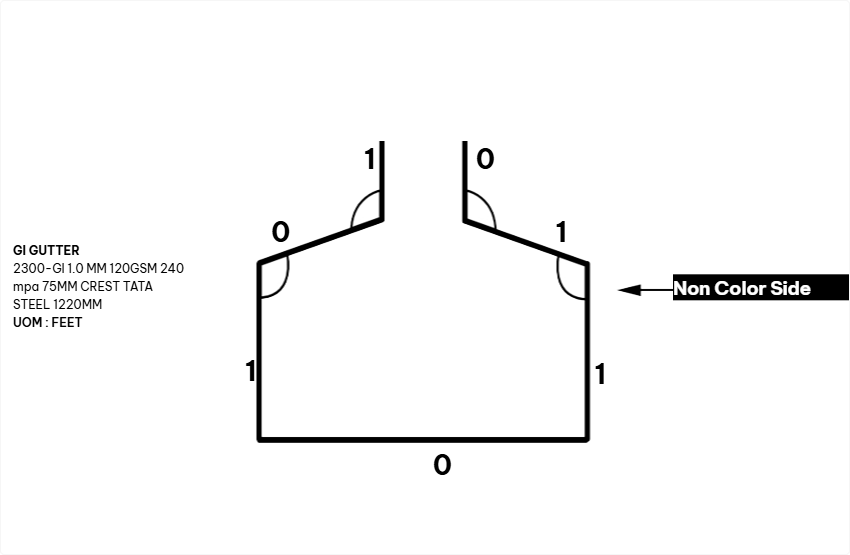 1
0
0
1
GI GUTTER
2300-GI 1.0 MM 120GSM 240
mpa 75MM CREST TATA
STEEL 1220MM
UOM : FEET
Non Color Side
1
1
0